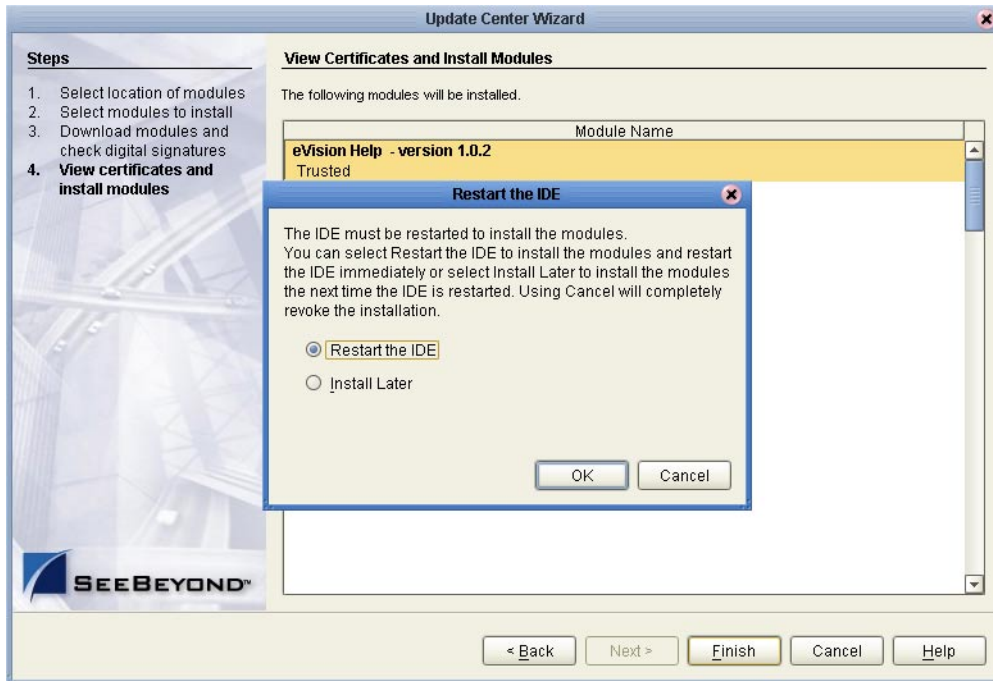 Update Center Wizard
Steps
1. Select location of modules
2. Select modules to install
3. Download modules and
check digital signatures
4. View certificates and
install modules
View Certificates and Install Modules
The following modules will be installed.
Module Name
eVision Help - version 1.0.2
Trusted
Restart the IDE
The IDE must be restarted to install the modules.
You can select Restart the IDE to install the modules and restart
the IDE immediately or select Install Later to install the modules
the next time the IDE is restarted. Using Cancel will completely
revoke the installation.
Restart the IDE
Install Later
OK
Cancel
SEEBEYOND™
< Back
Next >
Finish
Cancel
Help